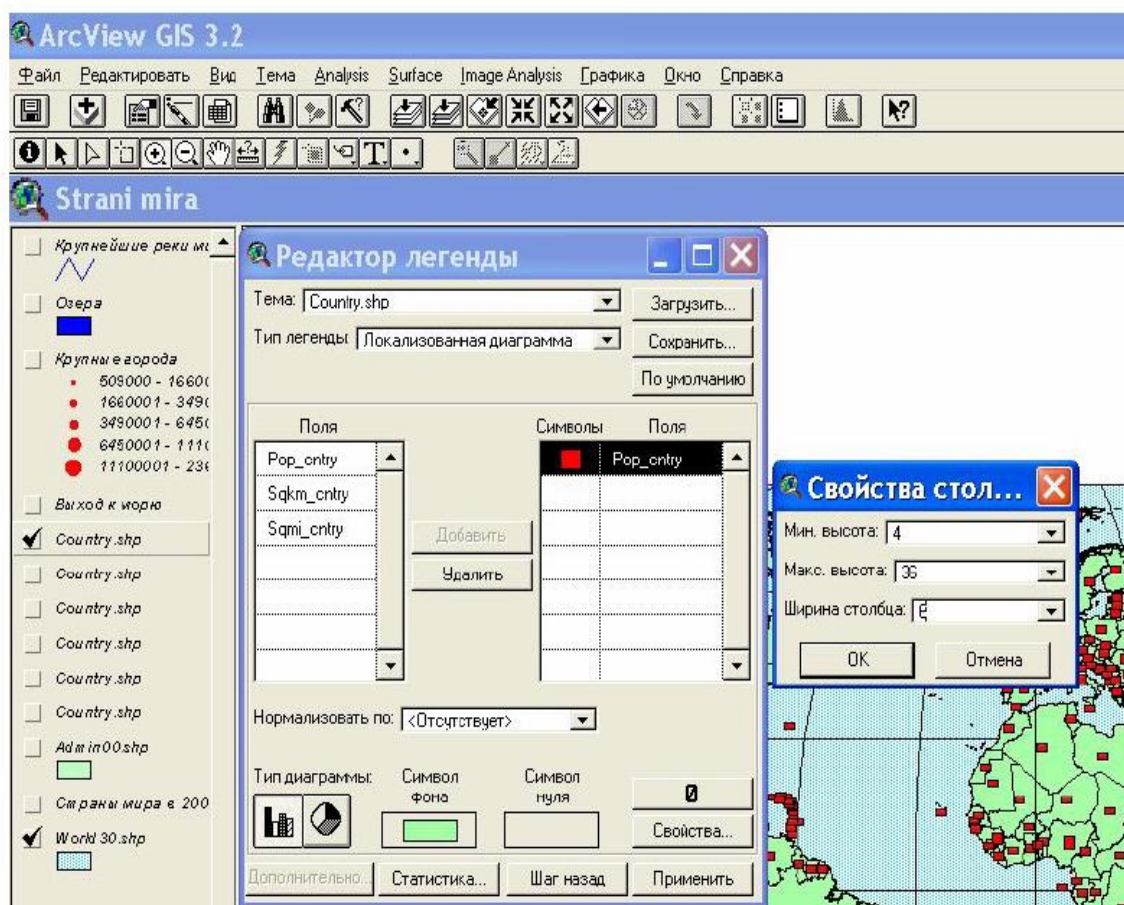 ArcView GIS 3.2
Файл Редактировать Вид Тема Analysis Surface Image Analysis Графика Окно Справка
Strani mira
Крупнейшие реки ми
Озера
Крупные города
509000 - 1660(
1660001 - 349(
3490001 - 645(
6450001 - 111(
11100001 - 236
Выход к морю
Country.shp
Country.shp
Country.shp
Country.shp
Country.shp
Country.shp
Admin00.shp
Страны мира в 200
World 30.shp
Редактор легенды
Тема: Country.shp
Загрузить...
Тип легенды: Локализованная диаграмма
Сохранить...
По умолчанию
Поля
Символы Поля
Pop_cntry
Sqkm_cntry
Sqmi_cntry
Pop_cntry
Добавить
Удалить
Нормализовать по: <Отсутствует>
Тип диаграммы:
Символ фона
Символ нуля
0
Свойства...
Дополнительно... Статистика... Шаг назад Применить
Свойства стол...
Мин. высота: 4
Макс. высота: 36
Ширина столбца:
OK Отмена